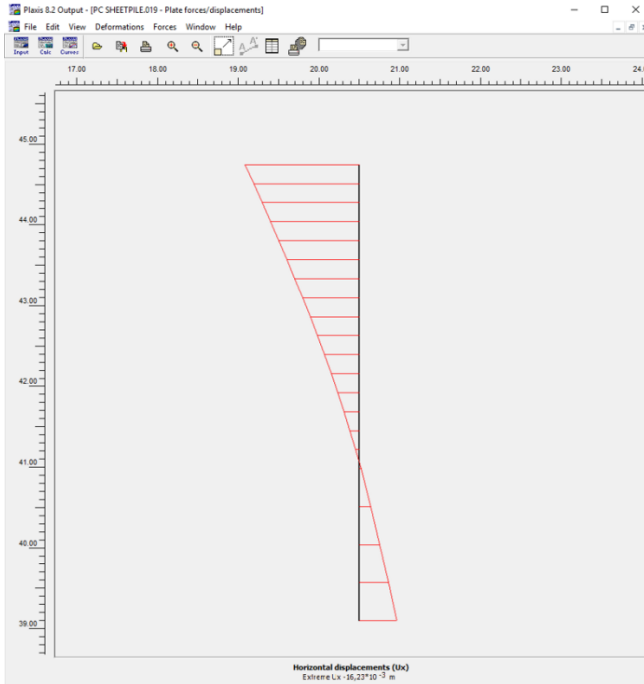 Plaxis 8.2 Output - [PC SHEETPILE.019 - Plate forces/displacements]
File Edit View Deformations Forces Window Help
Input Calc Curves
17.00 18.00 19.00 20.00 21.00 22.00 23.00 24.0
45.00
44.00
43.00
42.00
41.00
40.00
39.00
Horizontal displacements (Ux)
Extreme Ux -16,23*10 -3 m